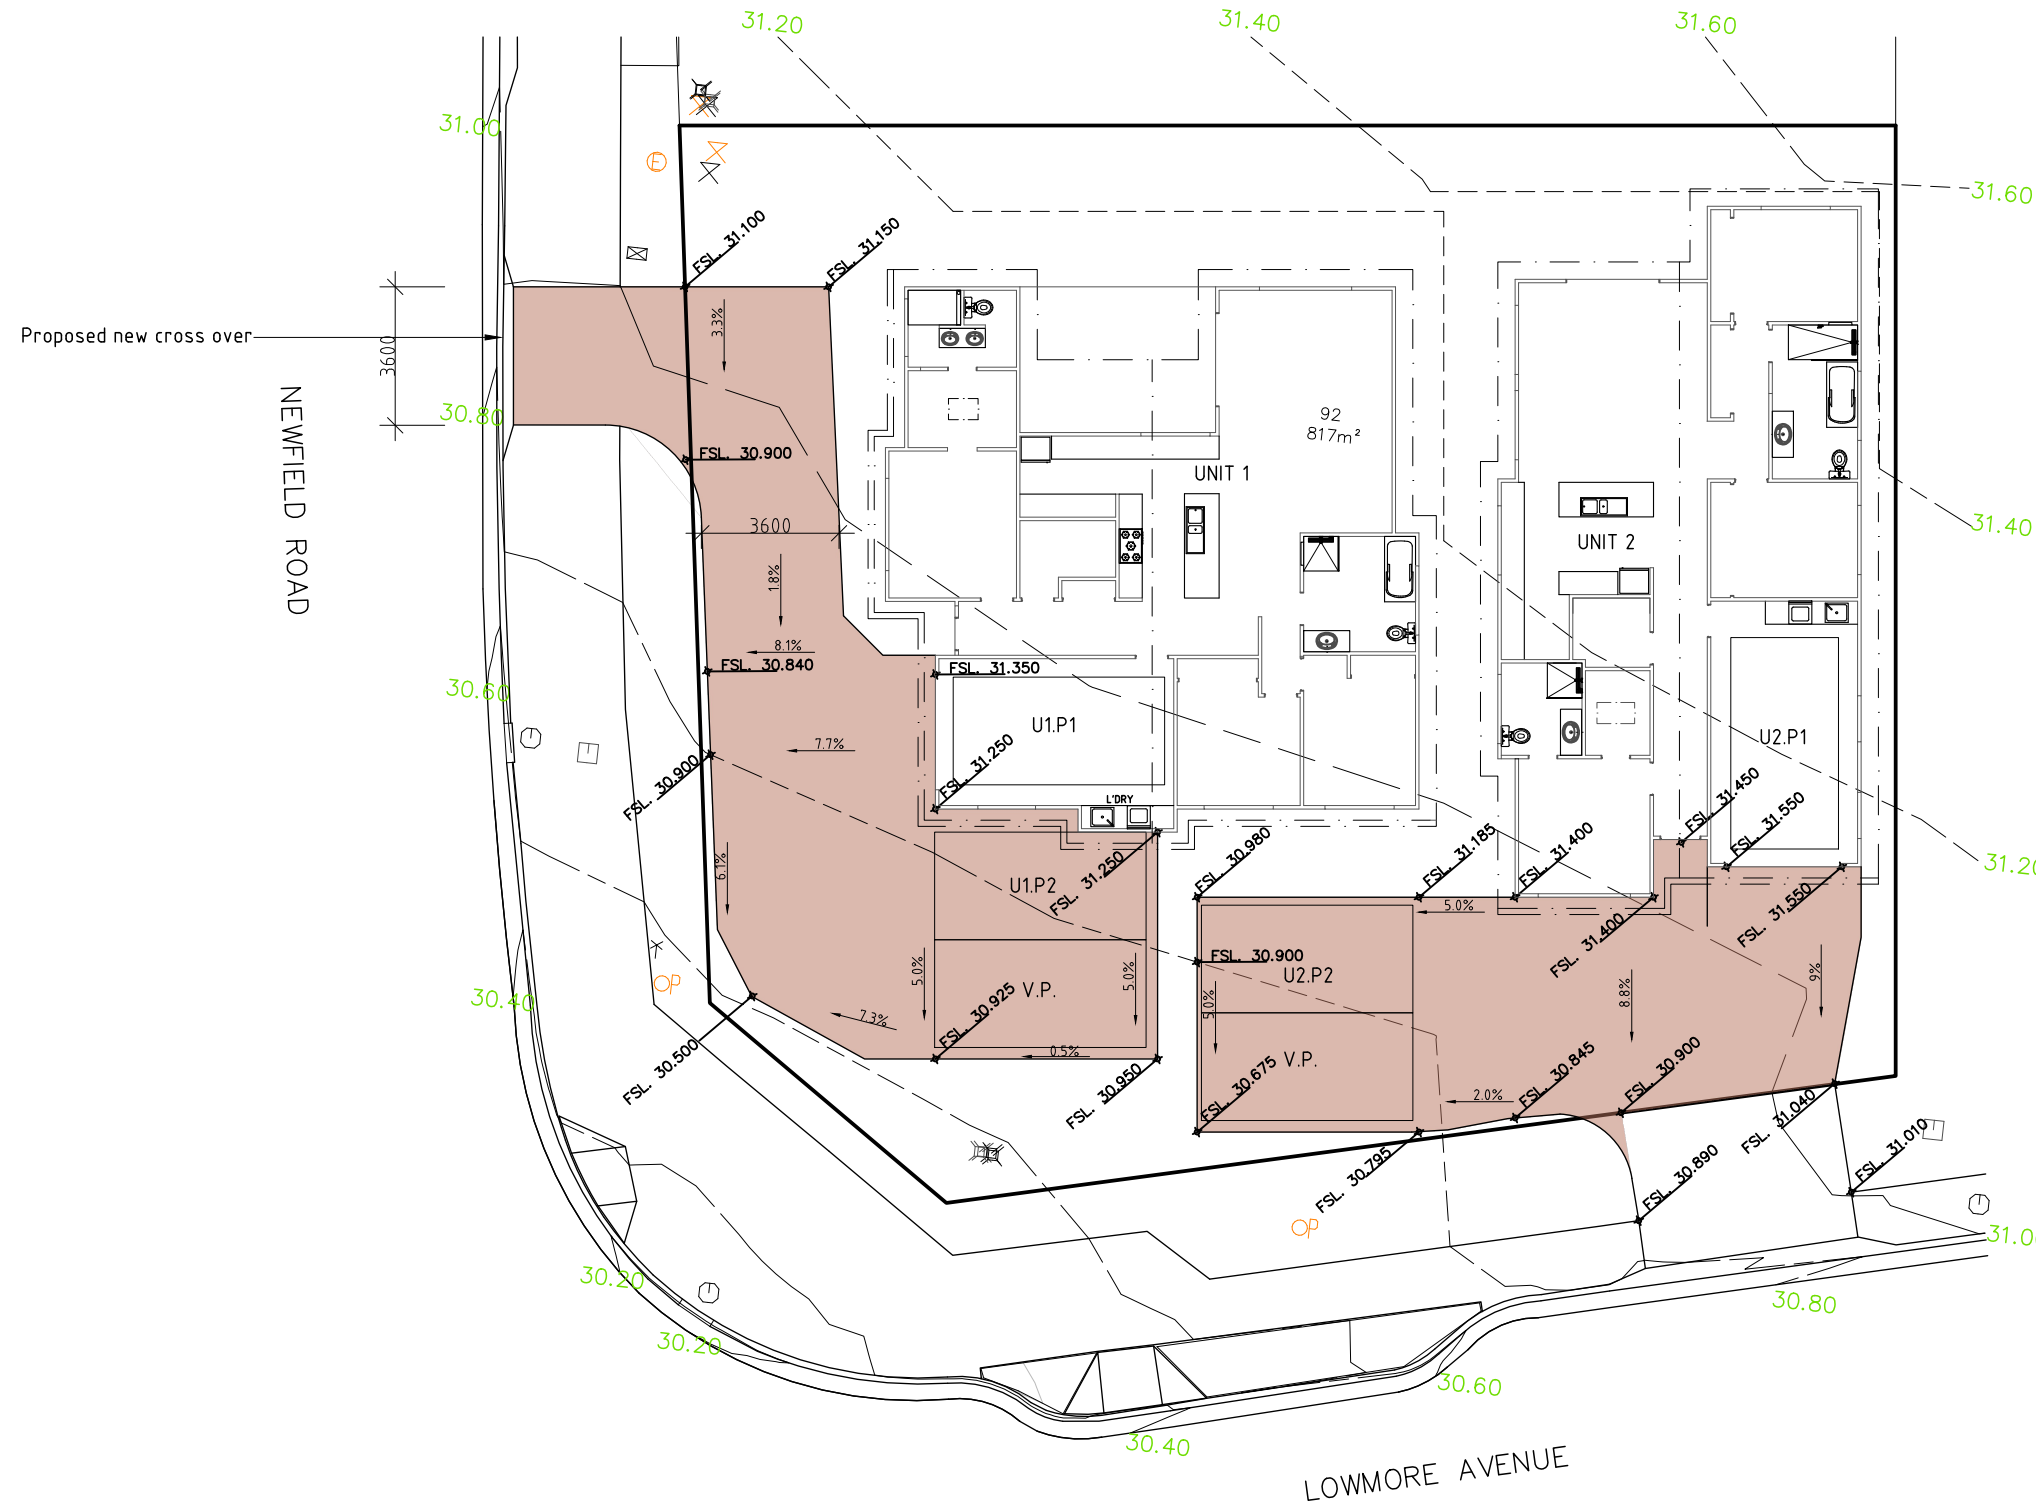 31.20
31.40
31.60
31.00
E
31.60
FSL. 31.100
FSL. 31.150
3.3%
Proposed new cross over
3600
NEWFIELD ROAD
30.80
92
817m²
FSL. 30.900
UNIT 1
3600
31.40
UNIT 2
1.8%
8.1%
FSL. 30.840
FSL. 31.350
30.60
7.7%
U1.P1
U2.P1
FSL. 30.900
FSL. 31.250
L'DRY
FSL. 30.980
FSL. 31.185
FSL. 31.400
FSL. 31.450
FSL. 31.550
31.20
6.1%
U1.P2
FSL. 31.250
5.0%
FSL. 31.400
FSL. 31.550
FSL. 30.900
U2.P2
OP
30.40
5.0%
V.P.
5.0%
5.0%
8.8%
9%
FSL. 30.925
7.3%
0.5%
FSL. 30.500
FSL. 30.950
FSL. 30.675
V.P.
2.0%
FSL. 30.845
FSL. 30.900
FSL. 31.040
FSL. 31.010
FSL. 30.795
FSL. 30.890
OP
31.00
30.20
30.80
30.20
30.60
30.40
LOWMORE AVENUE